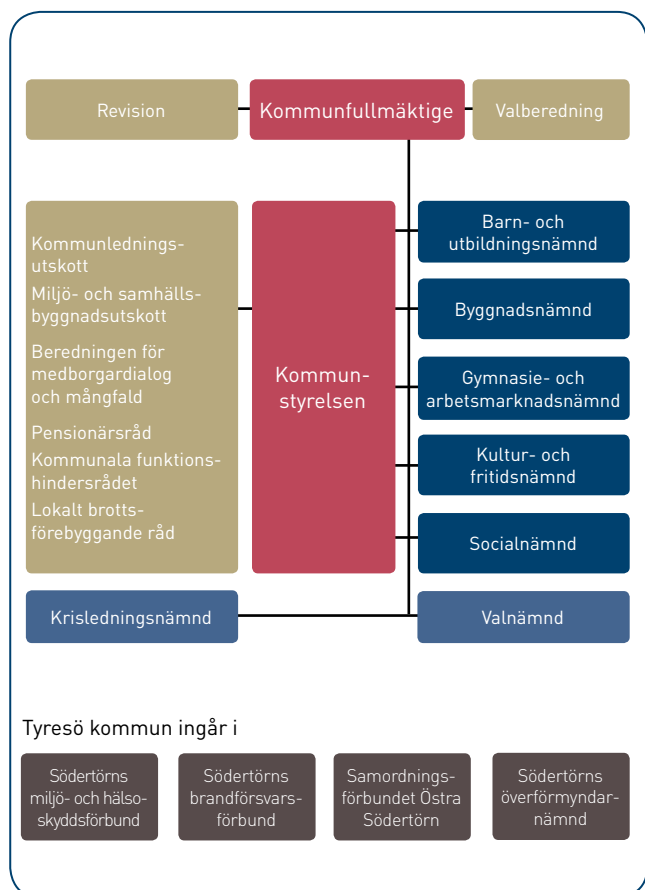 Revision
Kommunfullmäktige
Valberedning
Kommunlednings-
utskott
Miljö- och samhälls-
byggnadsutskott
Beredningen för
medborgardialog
och mångfald
Pensionärsråd
Kommunala funktions-
hindersrådet
Lokalt brotts-
förebyggande råd
Kommun-
styrelsen
Barn- och
utbildningsnämnd
Byggnadsnämnd
Gymnasie- och
arbetsmarknadsnämnd
Kultur- och
fritidsnämnd
Socialnämnd
Krisledningsnämnd
Valnämnd
Tyresö kommun ingår i
Södertörns
miljö- och hälso-
skyddsförbund
Södertörns
brandförsvars-
förbund
Samordnings-
förbundet Östra
Södertörn
Södertörns
överförmyndar-
nämnd